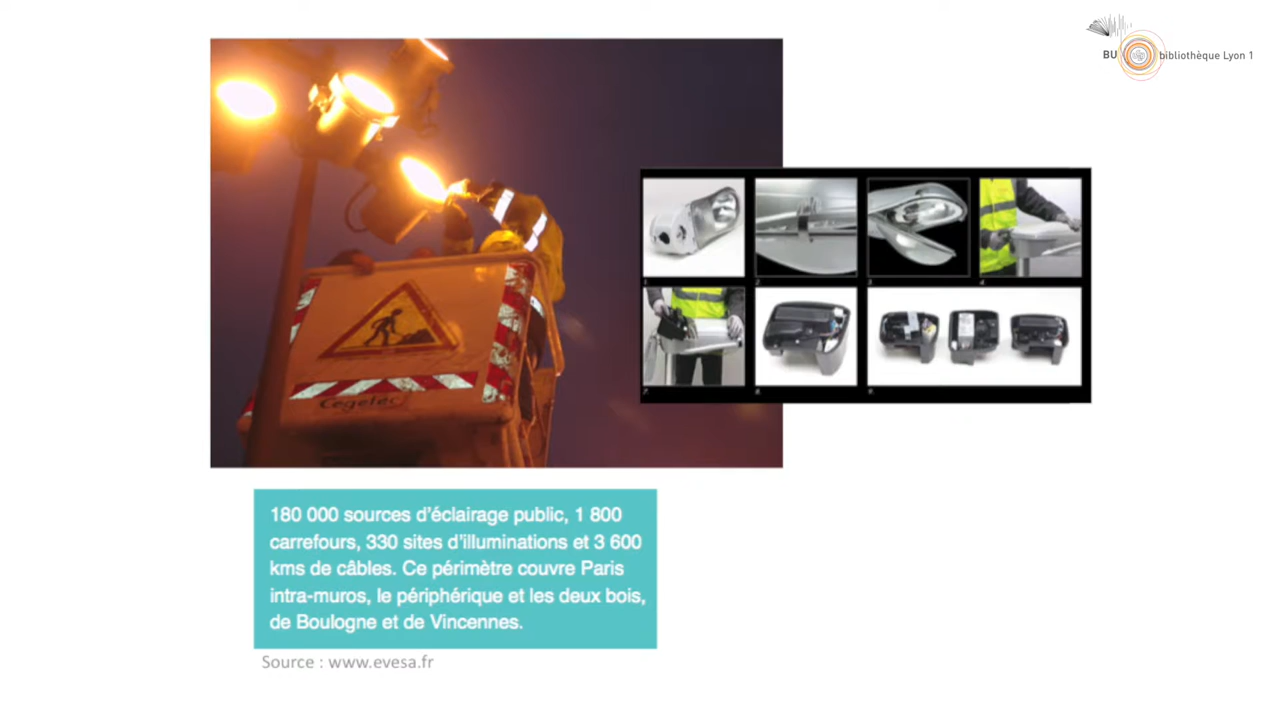 BU bibliothèque Lyon 1
Cegelec
180 000 sources d'éclairage public, 1 800
carrefours, 330 sites d'illuminations et 3 600
kms de câbles. Ce périmètre couvre Paris
intra-muros, le périphérique et les deux bois,
de Boulogne et de Vincennes.
Source : www.evesa.fr